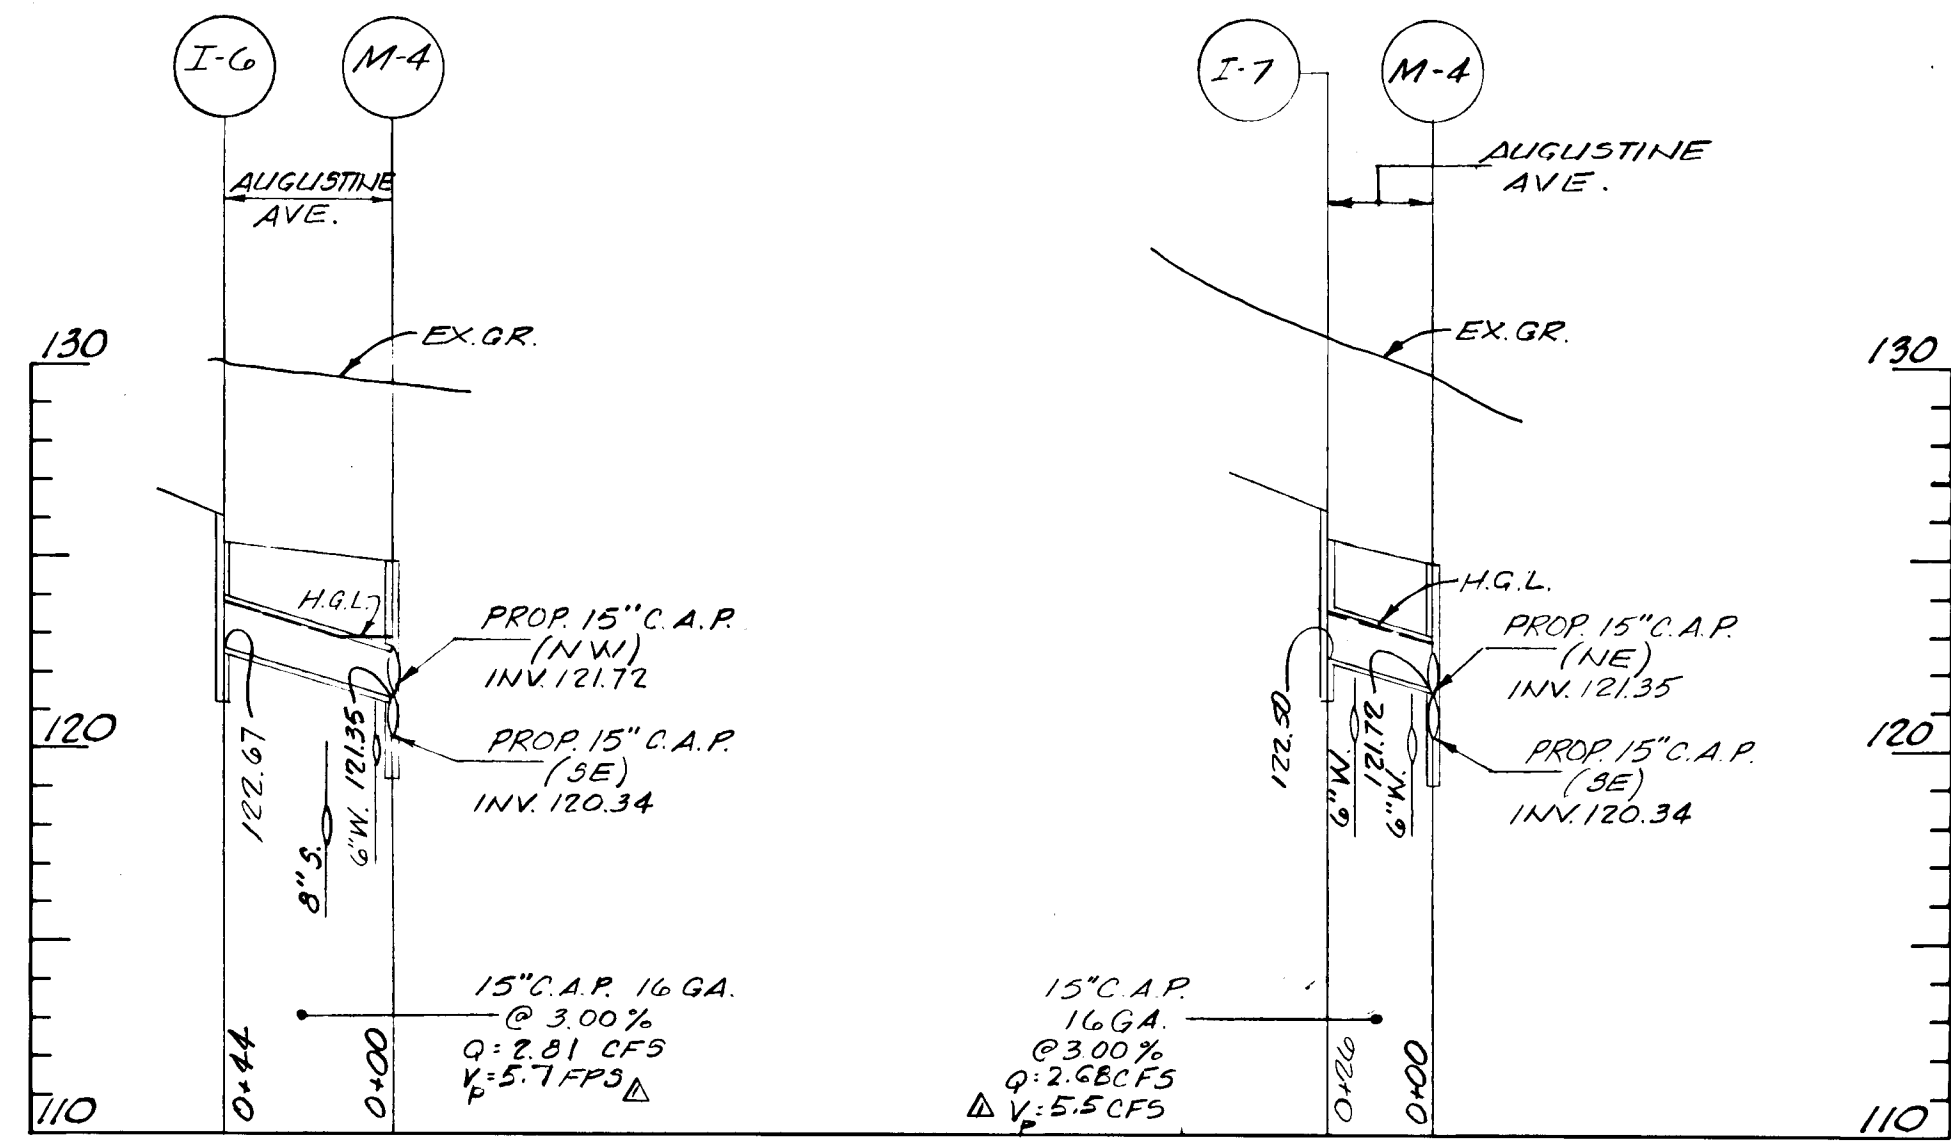 I-6
M-4
AUGUSTINE
AVE.
EX.GR.
130
H.G.L.
PROP. 15" C.A.P.
(NW)
INV. 121.72
PROP. 15" C.A.P.
(SE)
INV. 120.34
120
122.67
8" S.
6" W.
121.35
15" C.A.P. 16 GA.
@ 3.00%
Q = 2.81 CFS
Vp = 5.7 FPS
1
0+44
0+00
110
I-7
M-4
AUGUSTINE
AVE.
EX.GR.
130
H.G.L.
PROP. 15" C.A.P.
(NE)
INV. 121.35
PROP. 15" C.A.P.
(SE)
INV. 120.34
120
122.50
6" W.
121.72
6" W.
15" C.A.P.
16 GA.
@ 3.00%
Q = 2.68 CFS
1
Vp = 5.5 CFS
0+26
0+00
110